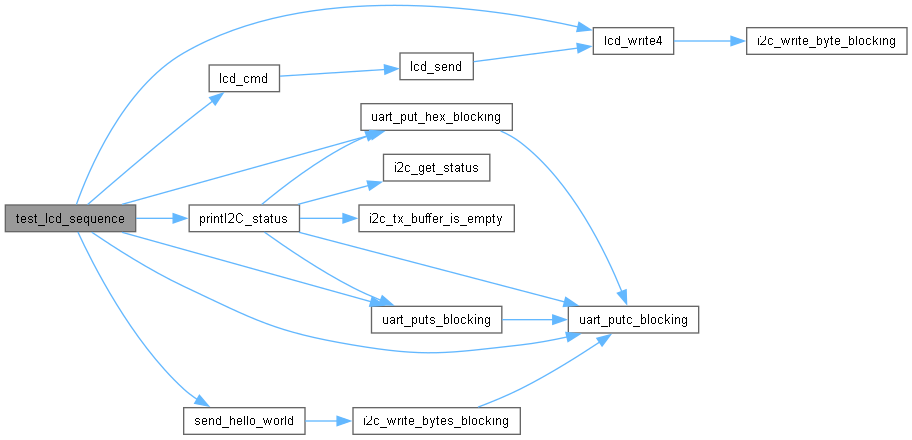 lcd_write4
i2c_write_byte_blocking
lcd_send
lcd_cmd
uart_put_hex_blocking
i2c_get_status
test_lcd_sequence
printI2C_status
i2c_tx_buffer_is_empty
uart_puts_blocking
uart_putc_blocking
send_hello_world
i2c_write_bytes_blocking